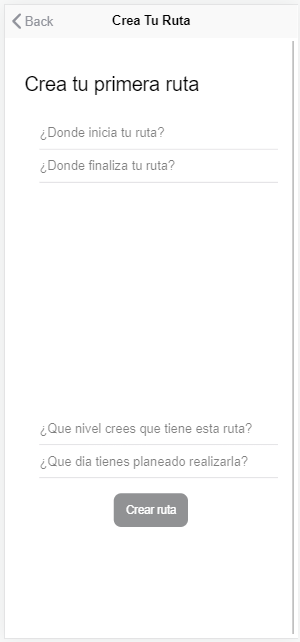 Back
Crea Tu Ruta
Crea tu primera ruta
¿Donde inicia tu ruta?
¿Donde finaliza tu ruta?
¿Que nivel crees que tiene esta ruta?
¿Que dia tienes planeado realizarla?
Crear ruta